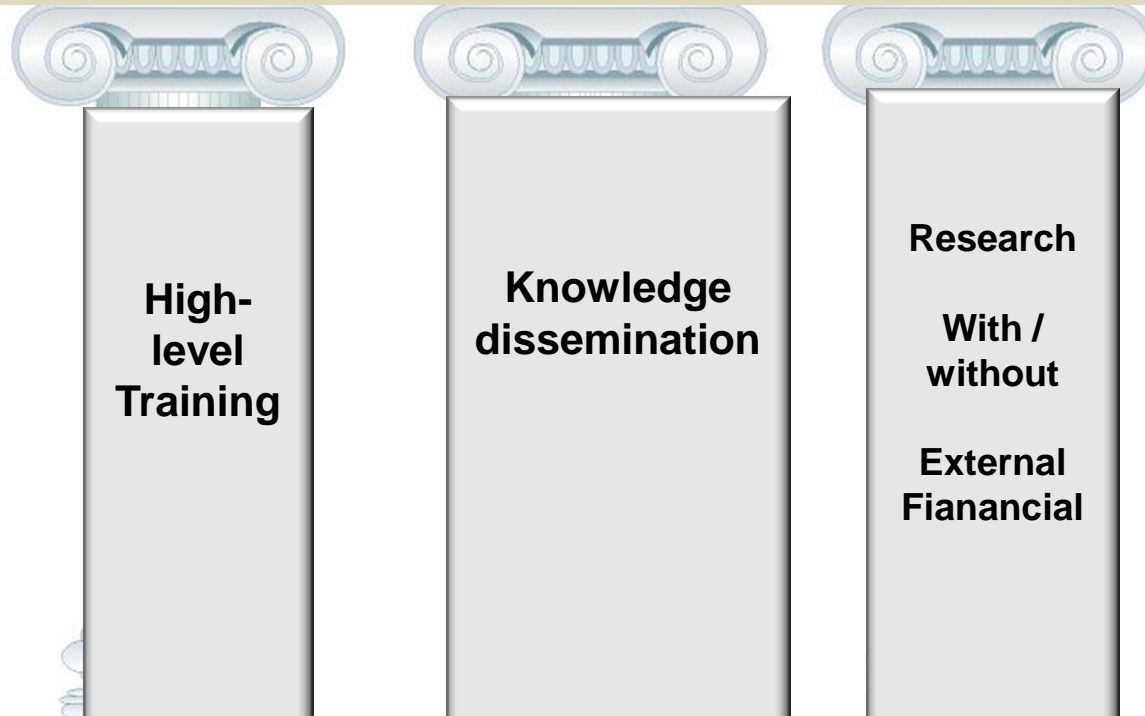 High-
level
Training
Knowledge
dissemination
Research
With /
without
External
Fianancial